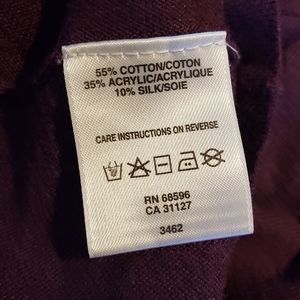 55% COTTON/COTON
35% ACRYLIC/ACRYLIQUE
10% SILK/SOIE
CARE INSTRUCTIONS ON REVERSE
RN 68596
CA 31127
3462